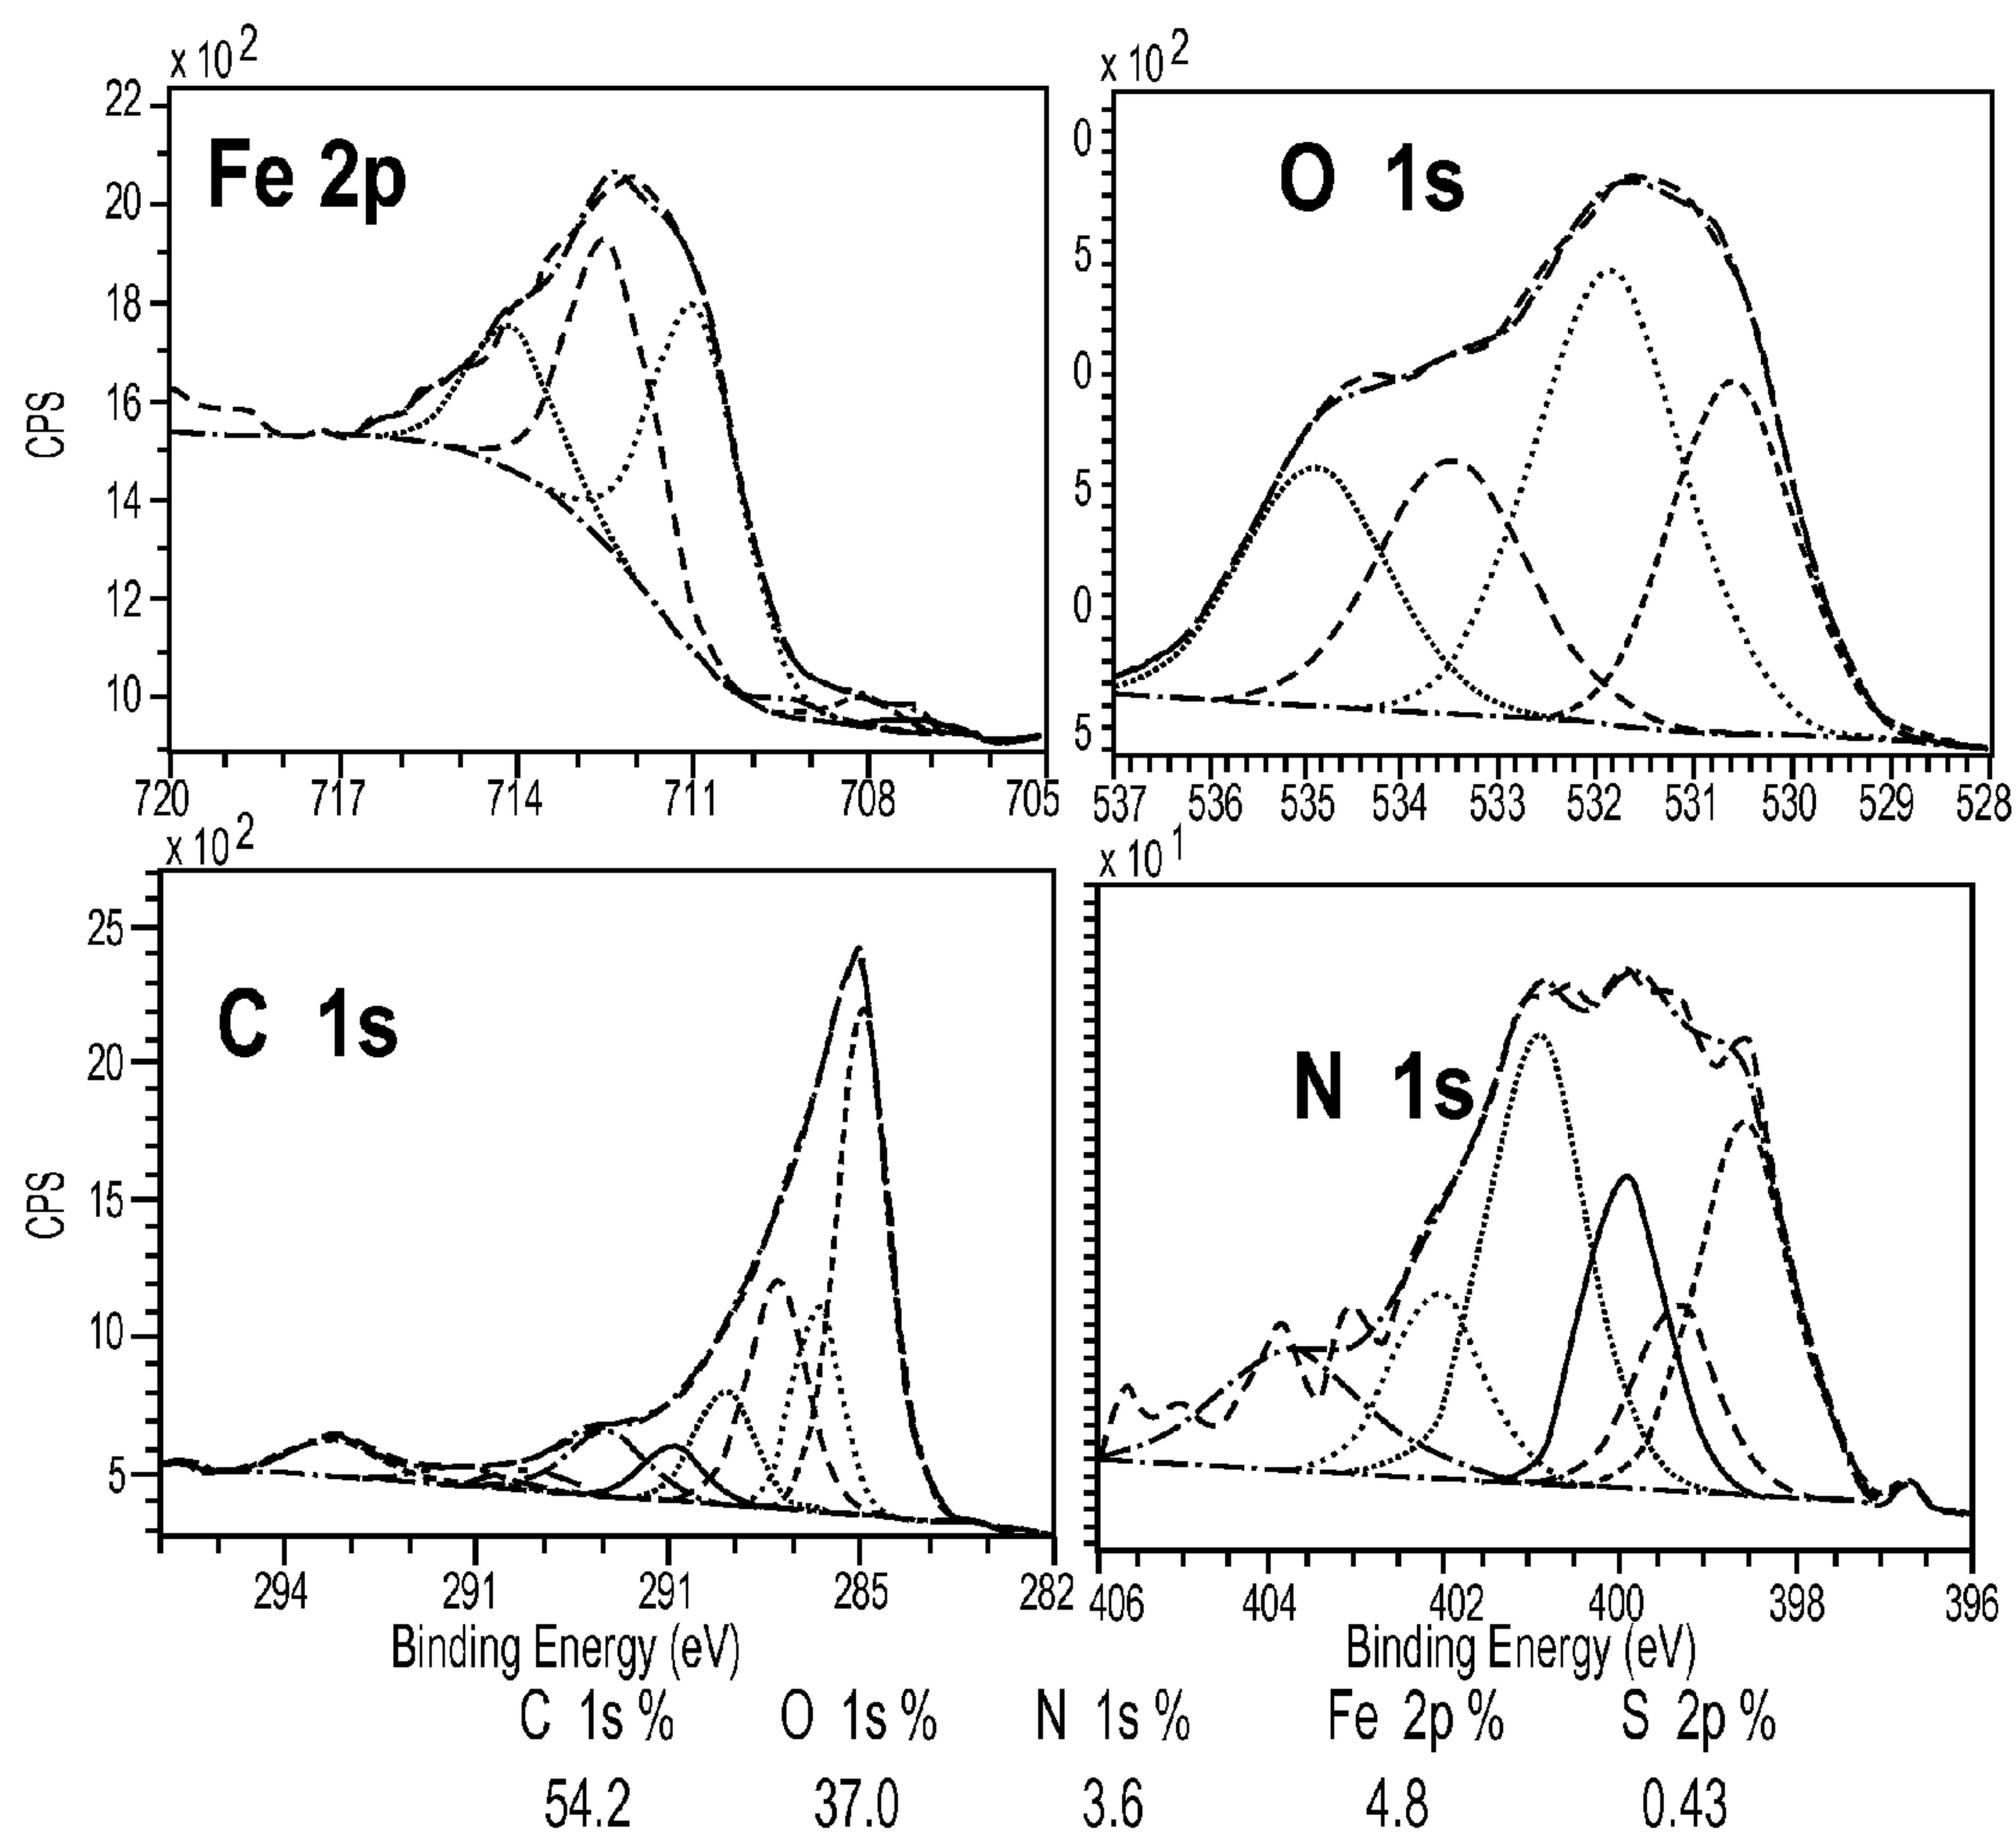 x 10 2
x 10 2
Fe 2p
O 1s
CPS
22
20
18
16
14
12
10
0
5
0
5
0
5
720 717 714 711 708 705
537 536 535 534 533 532 531 530 529 528
x 10 2
x 10 1
C 1s
N 1s
CPS
25
20
15
10
5
294 291 291 285 282
406 404 402 400 398 396
Binding Energy (eV)
Binding Energy (eV)
C 1s % O 1s % N 1s % Fe 2p % S 2p %
54.2 37.0 3.6 4.8 0.43